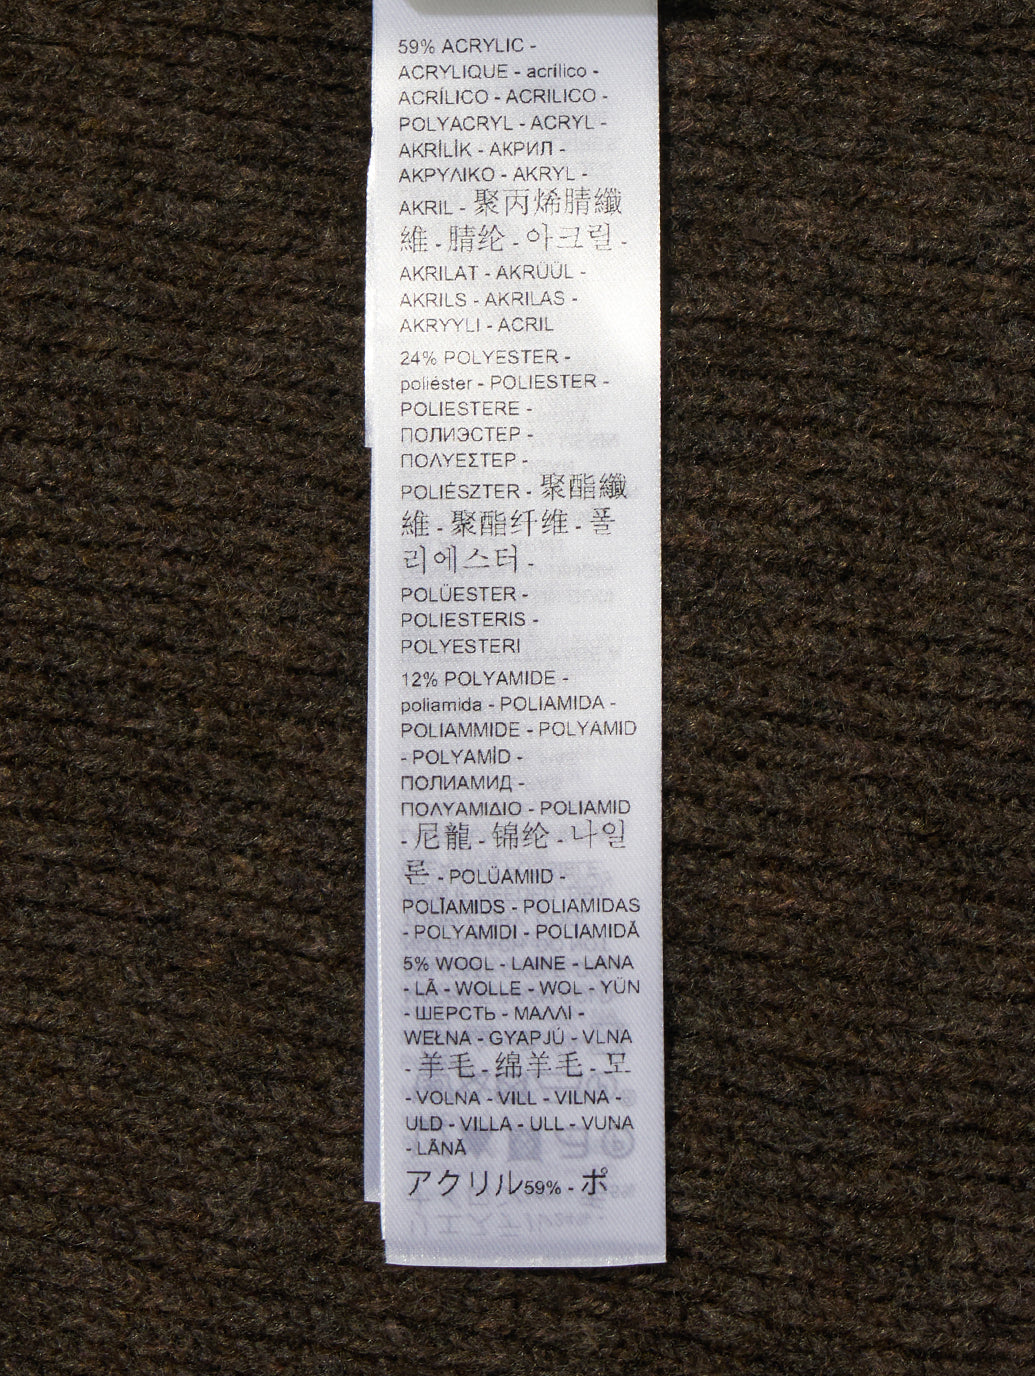 59% ACRYLIC -
ACRYLIQUE - acrílico -
ACRÍLICO - ACRILICO -
POLYACRYL - ACRYL -
AKRİLİK - АКРИЛ -
ΑΚΡΥΛΙΚΟ - AKRYL -
AKRIL - 聚丙烯腈纖
維 - 腈纶 - 아크릴 -
AKRILAT - AKRÜÜL -
AKRILS - AKRILAS -
AKRYYLI - ACRIL
24% POLYESTER -
poliéster - POLIESTER -
POLIESTERE -
ПОЛИЭСТЕР -
ΠΟΛΥΕΣΤΕΡ -
POLIÉSZTER - 聚酯纖
維 - 聚酯纤维 - 폴
리에스터 -
POLÜESTER -
POLIESTERIS -
POLYESTERI
12% POLYAMIDE -
poliamida - POLIAMIDA -
POLIAMMIDE - POLYAMID
- POLYAMİD -
ПОЛИАМИД -
ΠΟΛΥΑΜΙΔΙΟ - POLIAMID
- 尼龍 - 锦纶 - 나일
론 - POLÜAMIID -
POLĪAMIDS - POLIAMIDAS
- POLYAMIDI - POLIAMIDĂ
5% WOOL - LAINE - LANA
- LÃ - WOLLE - WOL - YÜN
- ШЕРСТЬ - ΜΑΛΛΙ -
WEŁNA - GYAPJÚ - VLNA
- 羊毛 - 绵羊毛 - 모
- VOLNA - VILL - VILNA -
ULD - VILLA - ULL - VUNA
- LÂNĂ
アクリル59% - ポ